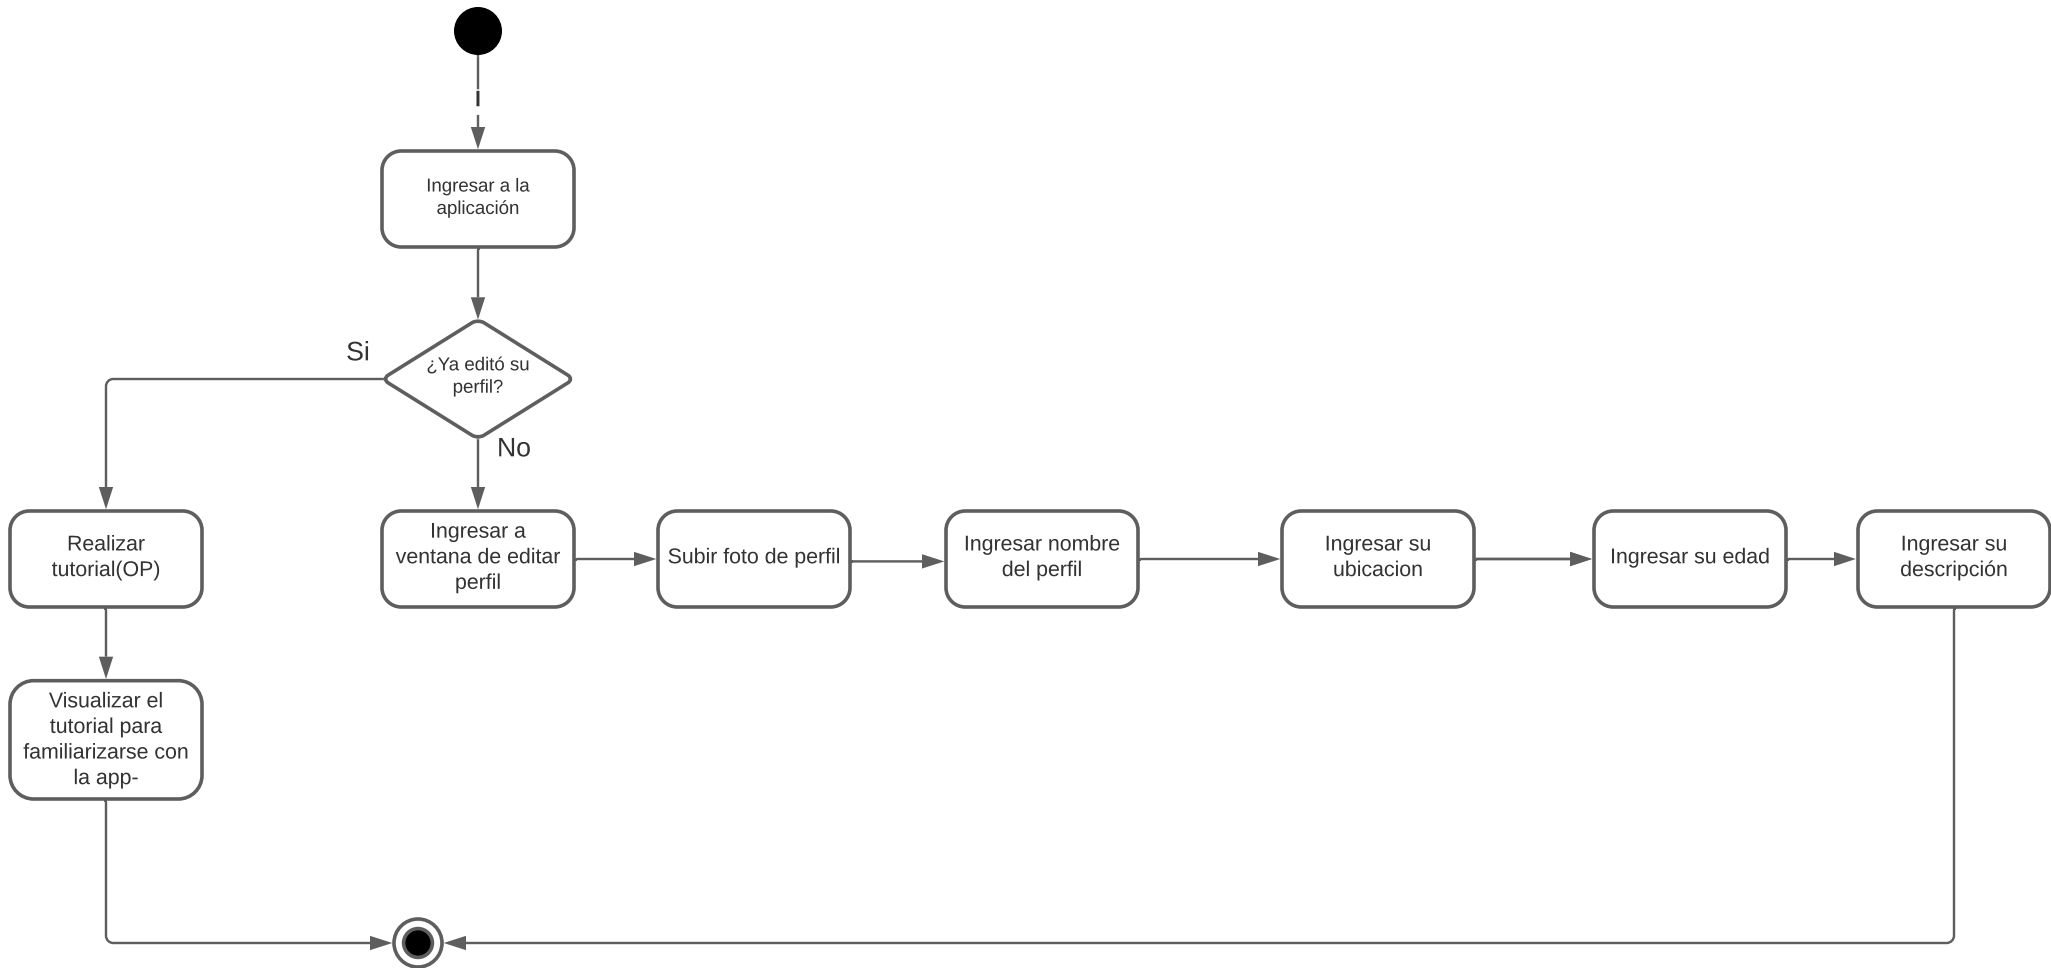 Ingresar a la
aplicación
Si
¿Ya editó su
perfil?
No
Realizar
tutorial(OP)
Ingresar a
ventana de editar
perfil
Subir foto de perfil
Ingresar nombre
del perfil
Ingresar su
ubicacion
Ingresar su edad
Ingresar su
descripción
Visualizar el
tutorial para
familiarizarse con
la app-